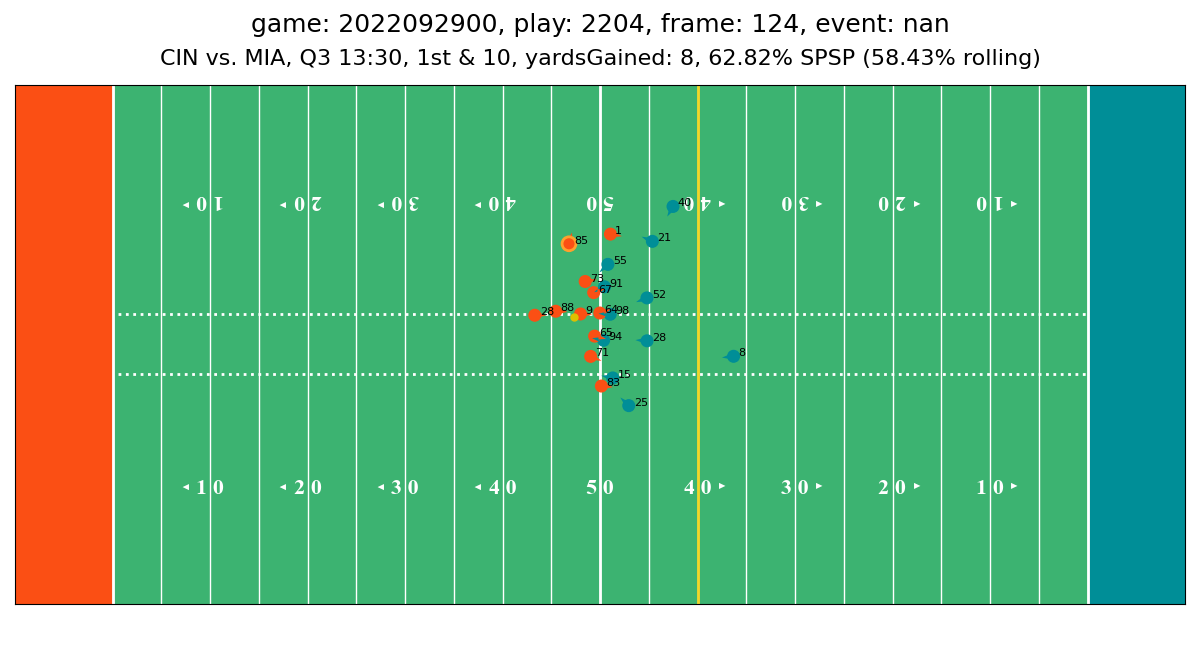 game: 2022092900, play: 2204, frame: 124, event: nan
CIN vs. MIA, Q3 13:30, 1st & 10, yardsGained: 8, 62.82% SPSP (58.43% rolling)
10 20 30 40 50 40 30 20 10
40
1
21
85
55
73
91
67
52
28 88 9 64 98
65 94 28
71 8
15
83
25
10 20 30 40 50 40 30 20 10